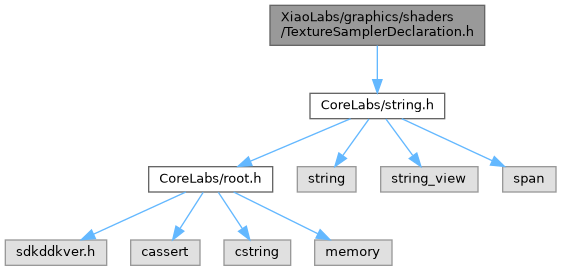 XiaoLabs/graphics/shaders
/TextureSamplerDeclaration.h
CoreLabs/string.h
CoreLabs/root.h
string
string_view
span
sdkddkver.h
cassert
cstring
memory